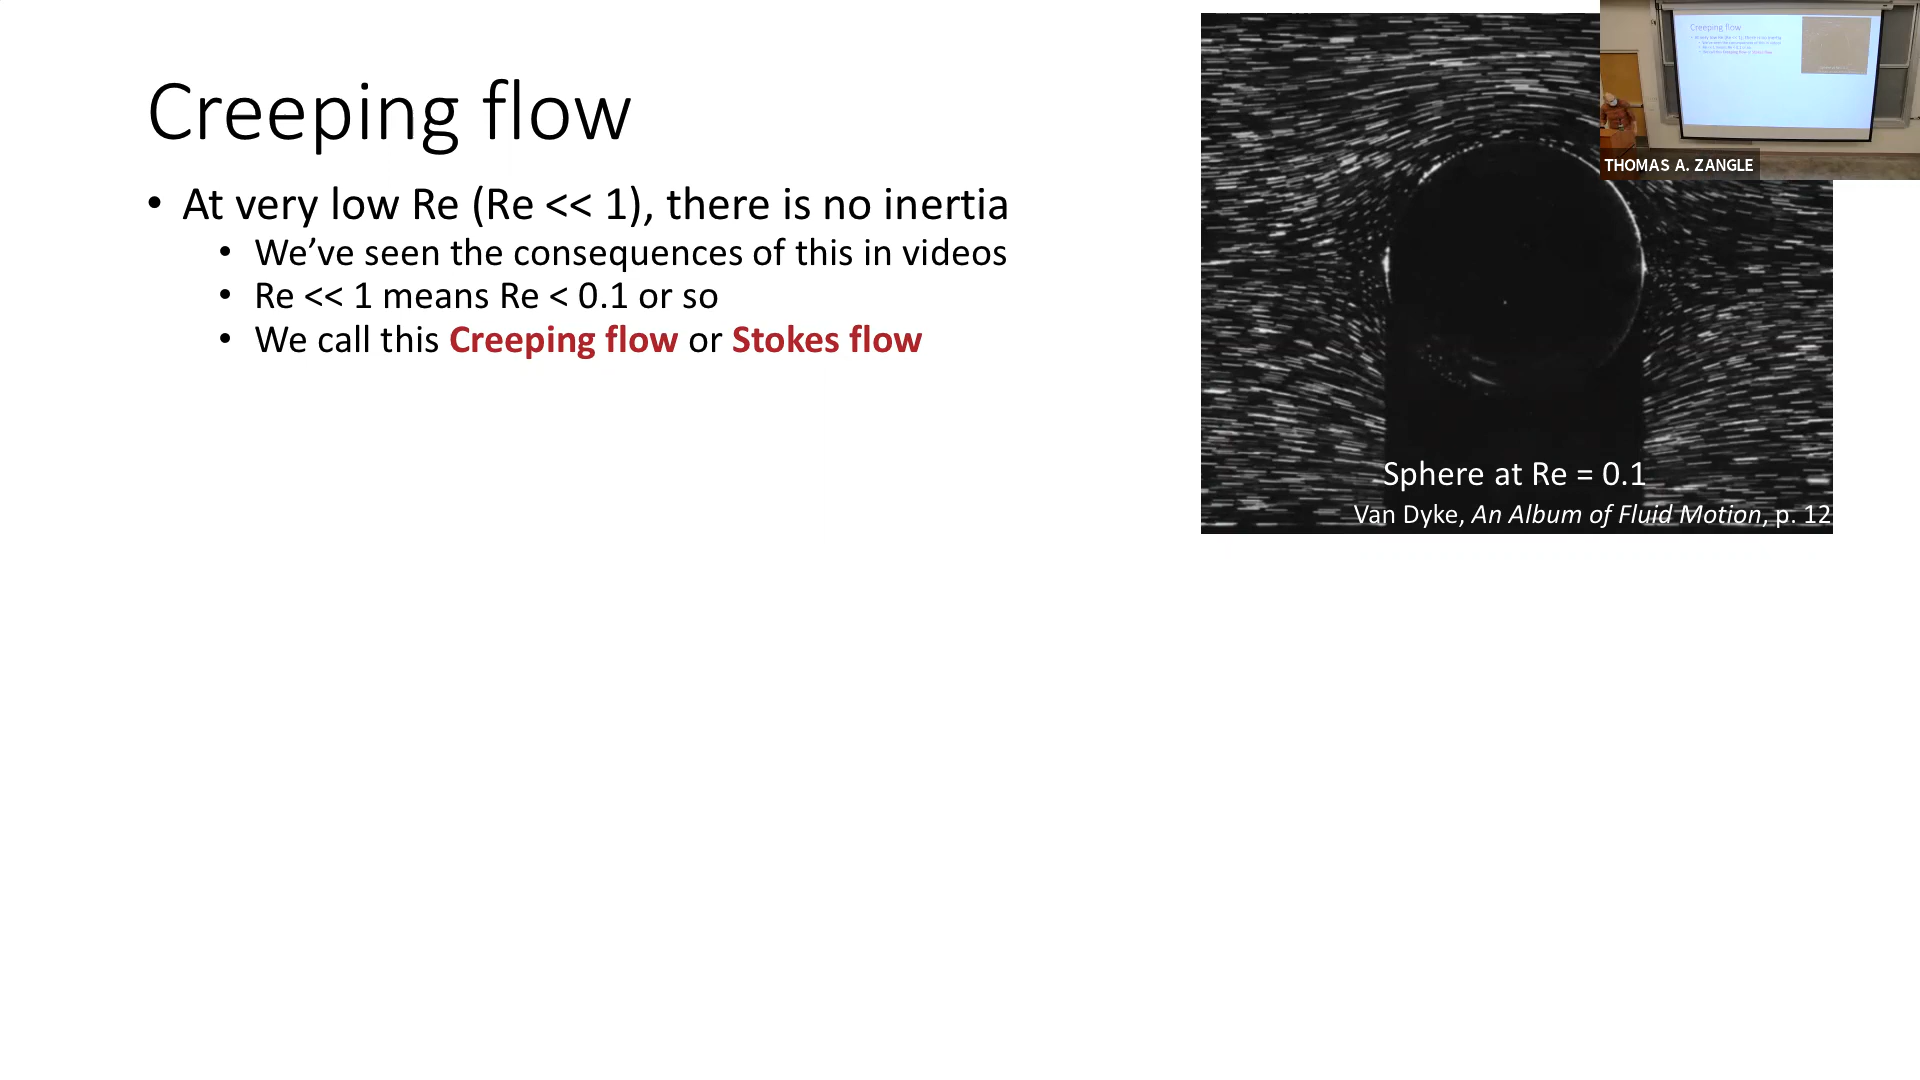 Creeping flow
• At very low Re (Re << 1), there is no inertia
• We’ve seen the consequences of this in videos
• Re << 1 means Re < 0.1 or so
• We call this Creeping flow or Stokes flow
Sphere at Re = 0.1
Van Dyke, An Album of Fluid Motion, p. 12
Creeping flow
THOMAS A. ZANGLE